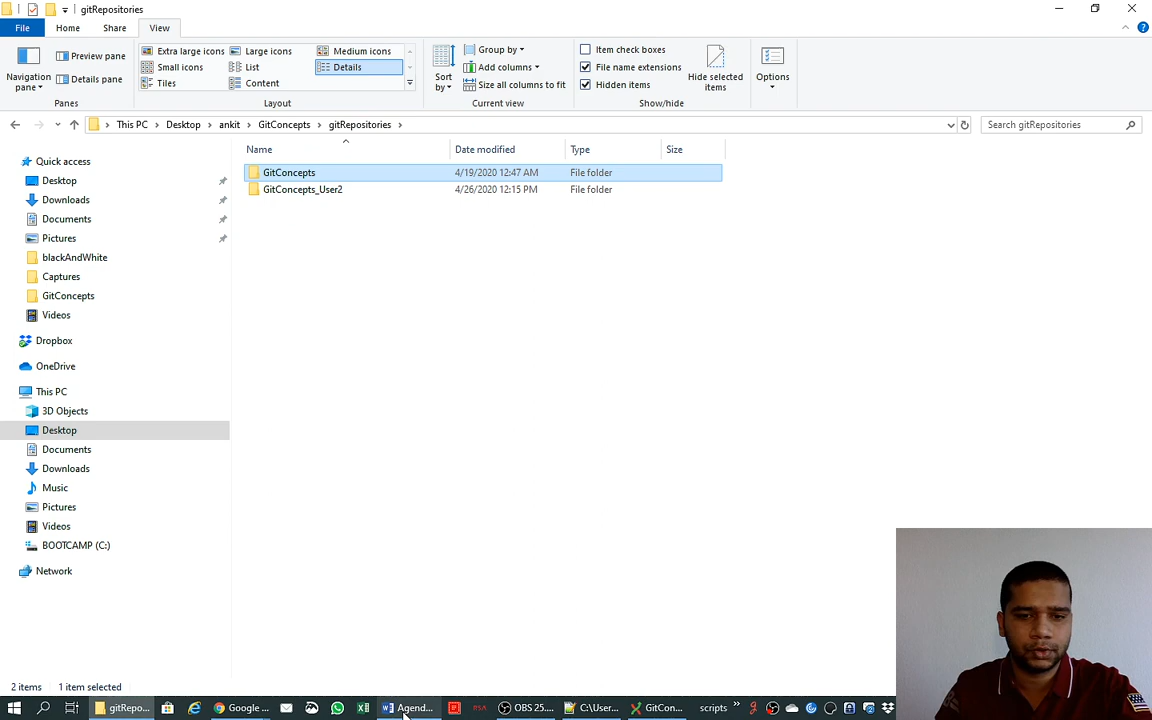 gitRepositories
File Home Share View
Navigation pane
Preview pane
Details pane
Panes
Extra large icons Large icons Medium icons
Small icons List Details
Tiles Content
Layout
Sort by
Group by
Add columns
Size all columns to fit
Current view
Item check boxes
File name extensions
Hidden items
Hide selected items
Show/hide
Options
This PC Desktop ankit GitConcepts gitRepositories
Search gitRepositories
Name Date modified Type Size
GitConcepts 4/19/2020 12:47 AM File folder
GitConcepts_User2 4/26/2020 12:15 PM File folder
Quick access
Desktop
Downloads
Documents
Pictures
blackAndWhite
Captures
GitConcepts
Videos
Dropbox
OneDrive
This PC
3D Objects
Desktop
Documents
Downloads
Music
Pictures
Videos
BOOTCAMP (C:)
Network
2 items 1 item selected
gitRepo... Google ... Agend... OBS 25.... C:\User... GitCon... scripts